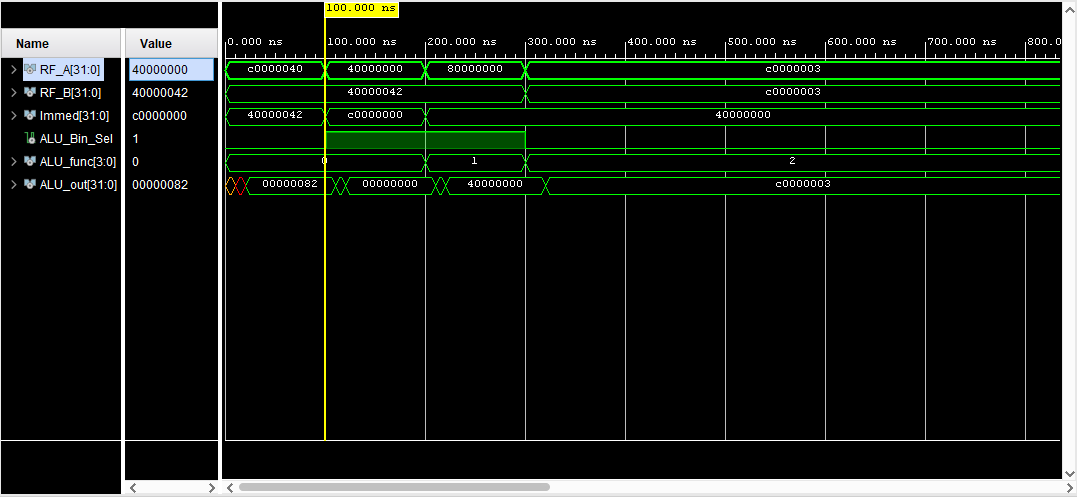 100.000 ns
Name Value
0.000 ns 100.000 ns 200.000 ns 300.000 ns 400.000 ns 500.000 ns 600.000 ns 700.000 ns 800.0
RF_A[31:0] 40000000 c0000040 40000000 80000000 c0000003
RF_B[31:0] 40000042 40000042 c0000003
Immed[31:0] c0000000 40000042 c0000000 40000000
ALU_Bin_Sel 1
ALU_func[3:0] 0 0 1 2
ALU_out[31:0] 00000082 00000082 00000000 40000000 c0000003